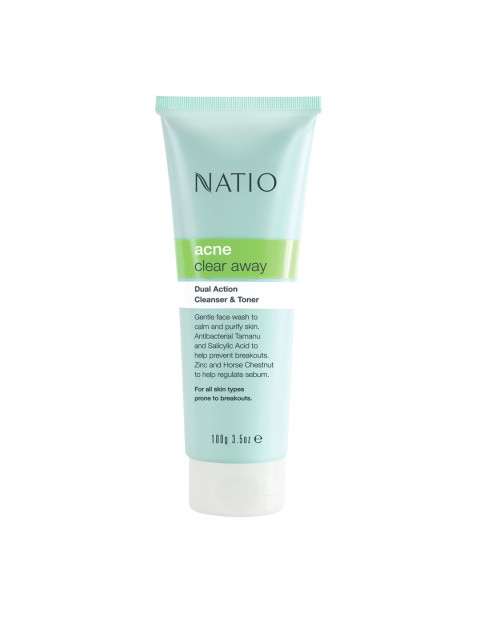 NATIO
acne
clear away
Dual Action
Cleanser & Toner
Gentle face wash to
calm and purify skin.
Antibacterial Tamanu
and Salicylic Acid to
help prevent breakouts.
Zinc and Horse Chestnut
to help regulate sebum.
For all skin types
prone to breakouts.
100g 3.5oz ℮